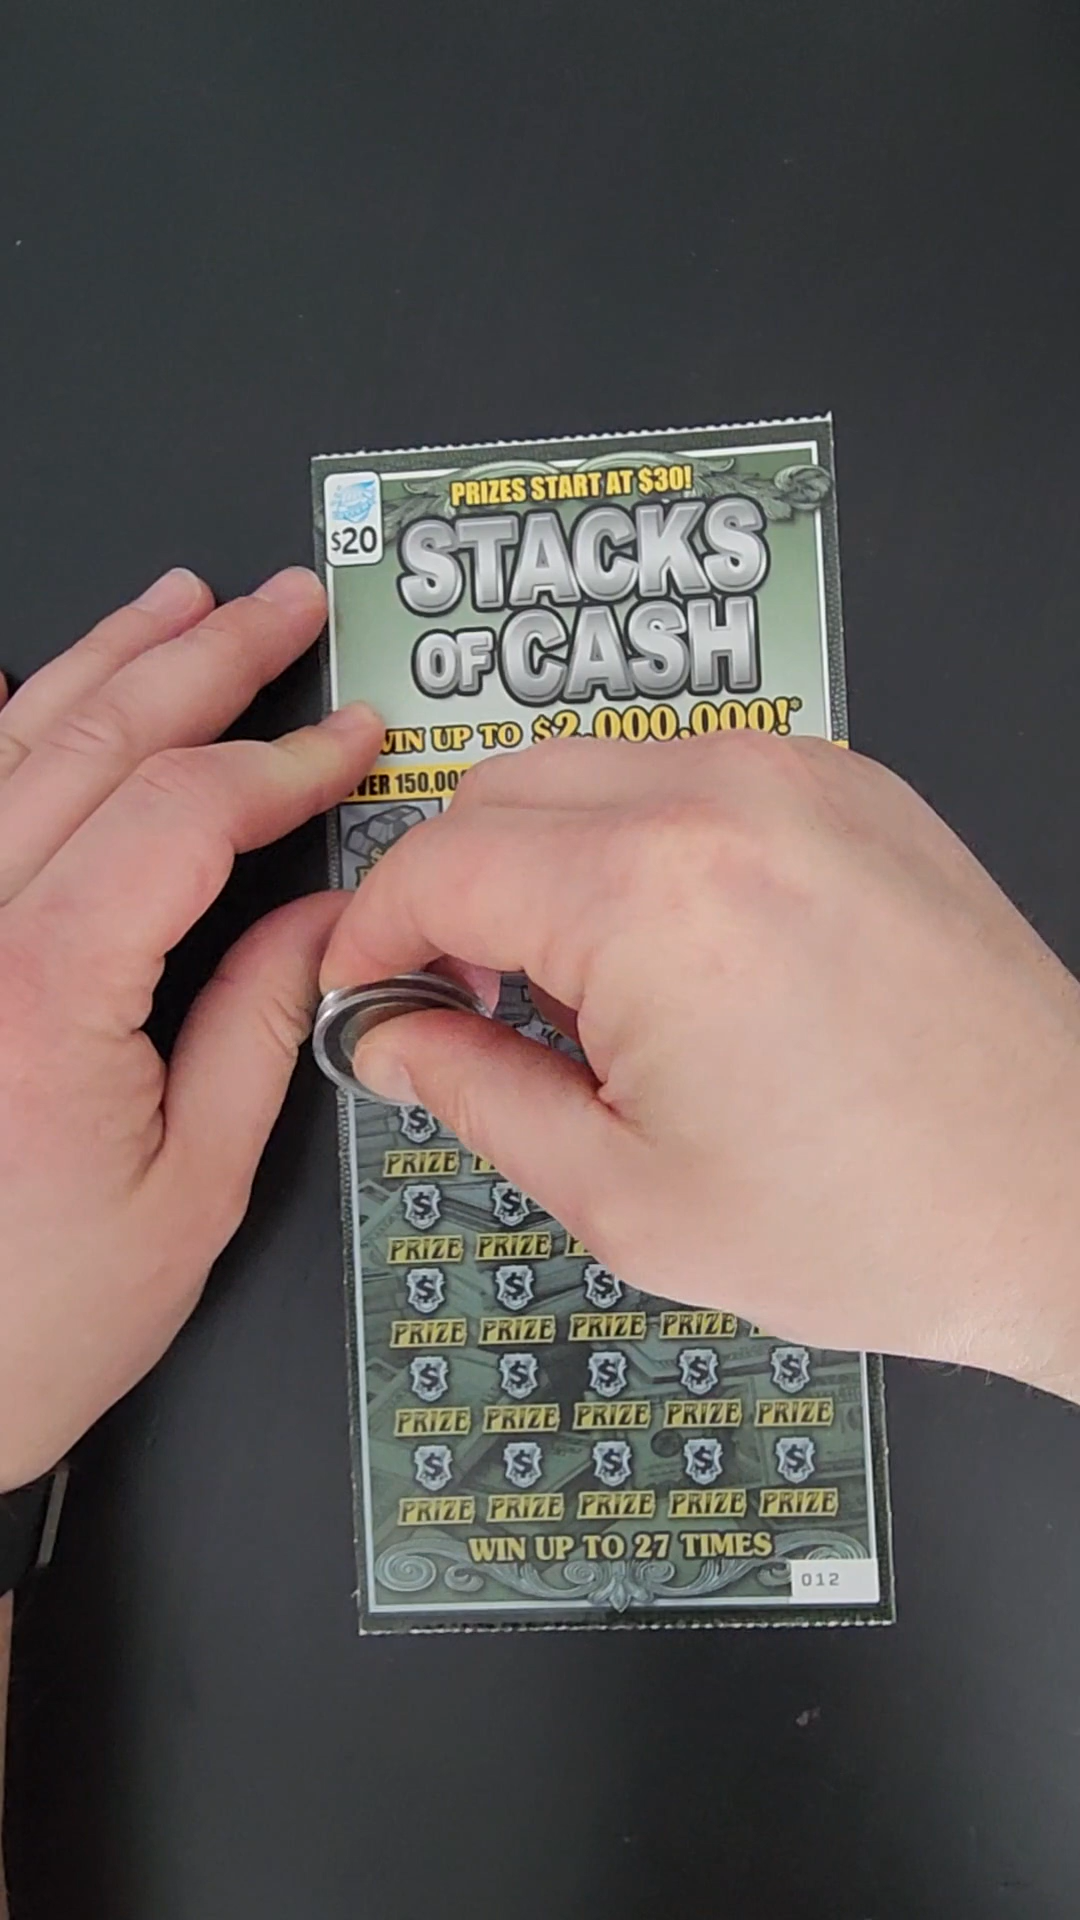 PRIZES START AT $30!
$20
STACKS
OF CASH
WIN UP TO $2,000,000!*
OVER 150,00
$
PRIZE
$ $
PRIZE PRIZE
$ $ $
PRIZE PRIZE PRIZE PRIZE
$ $ $ $ $
PRIZE PRIZE PRIZE PRIZE PRIZE
$ $ $ $ $
PRIZE PRIZE PRIZE PRIZE PRIZE
WIN UP TO 27 TIMES
012